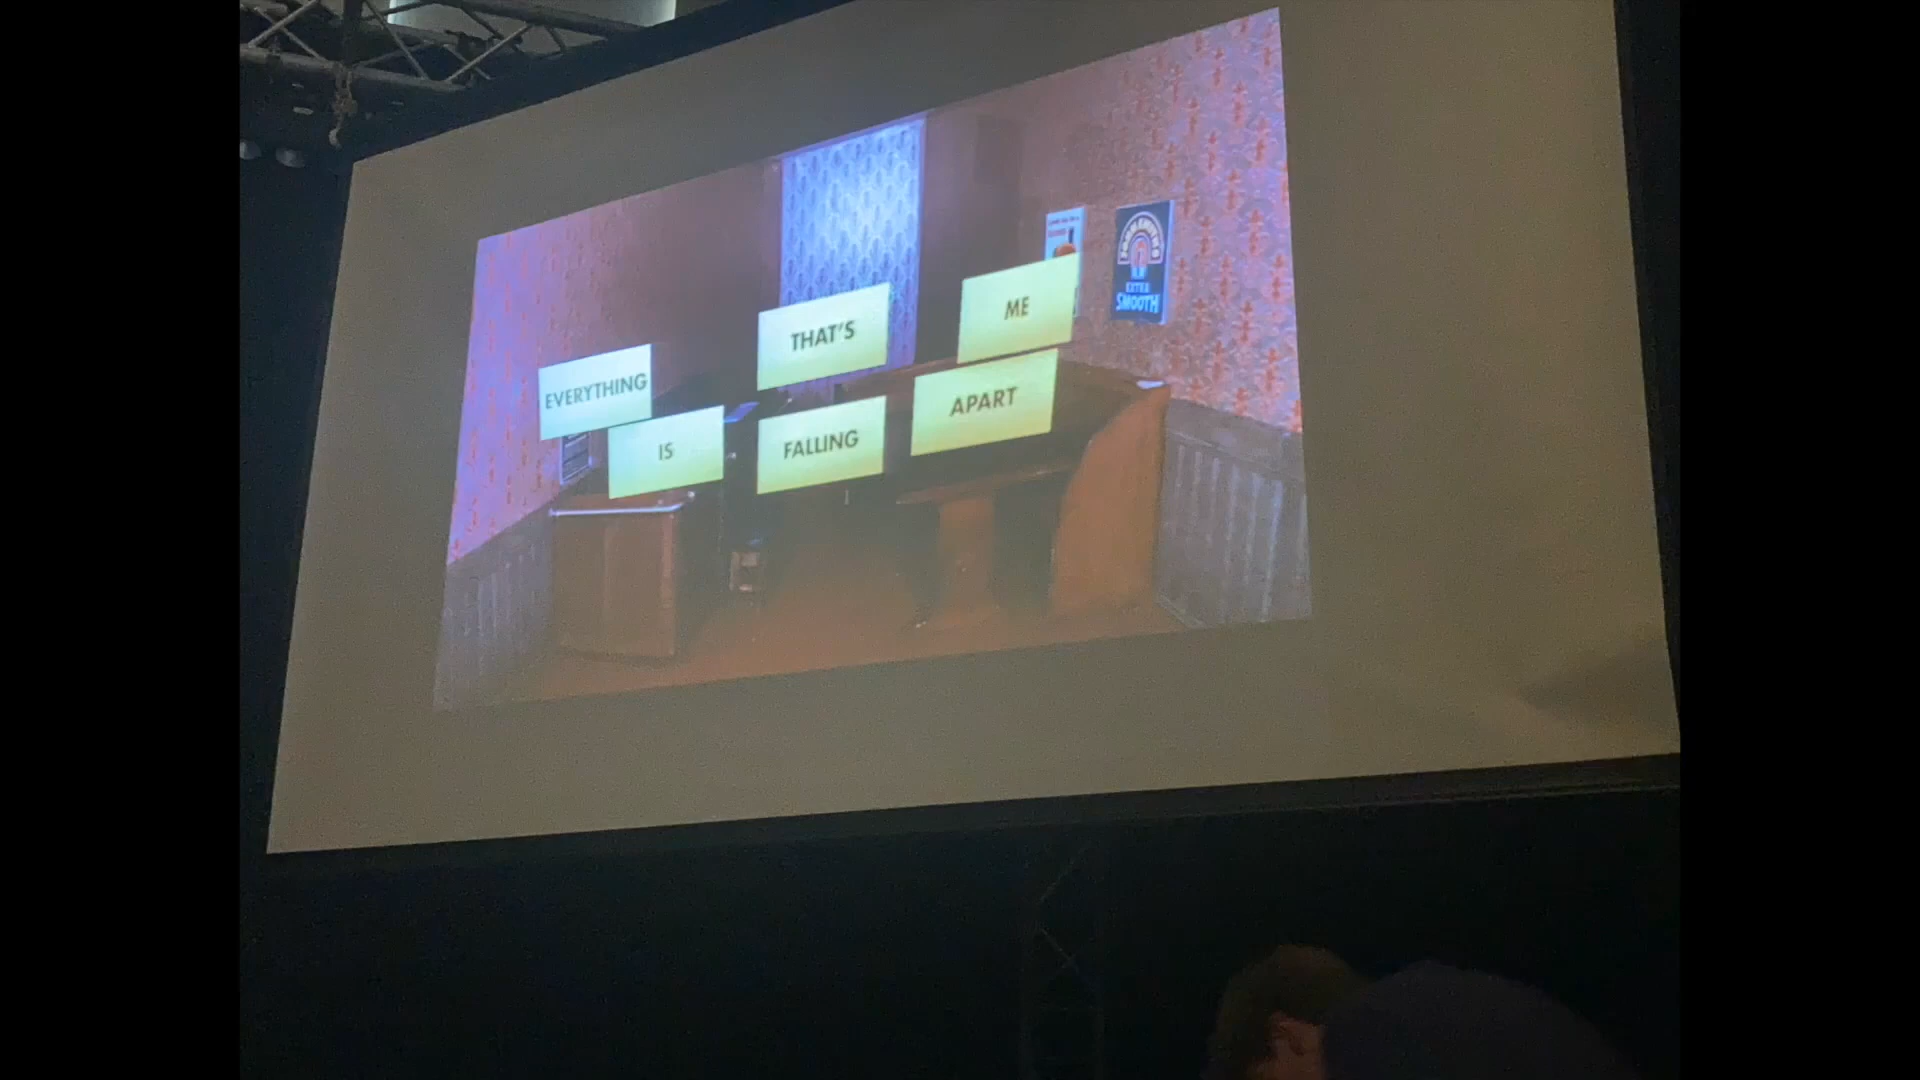 THAT'S
ME
EVERYTHING
IS
FALLING
APART
EXTRA
SMOOTH